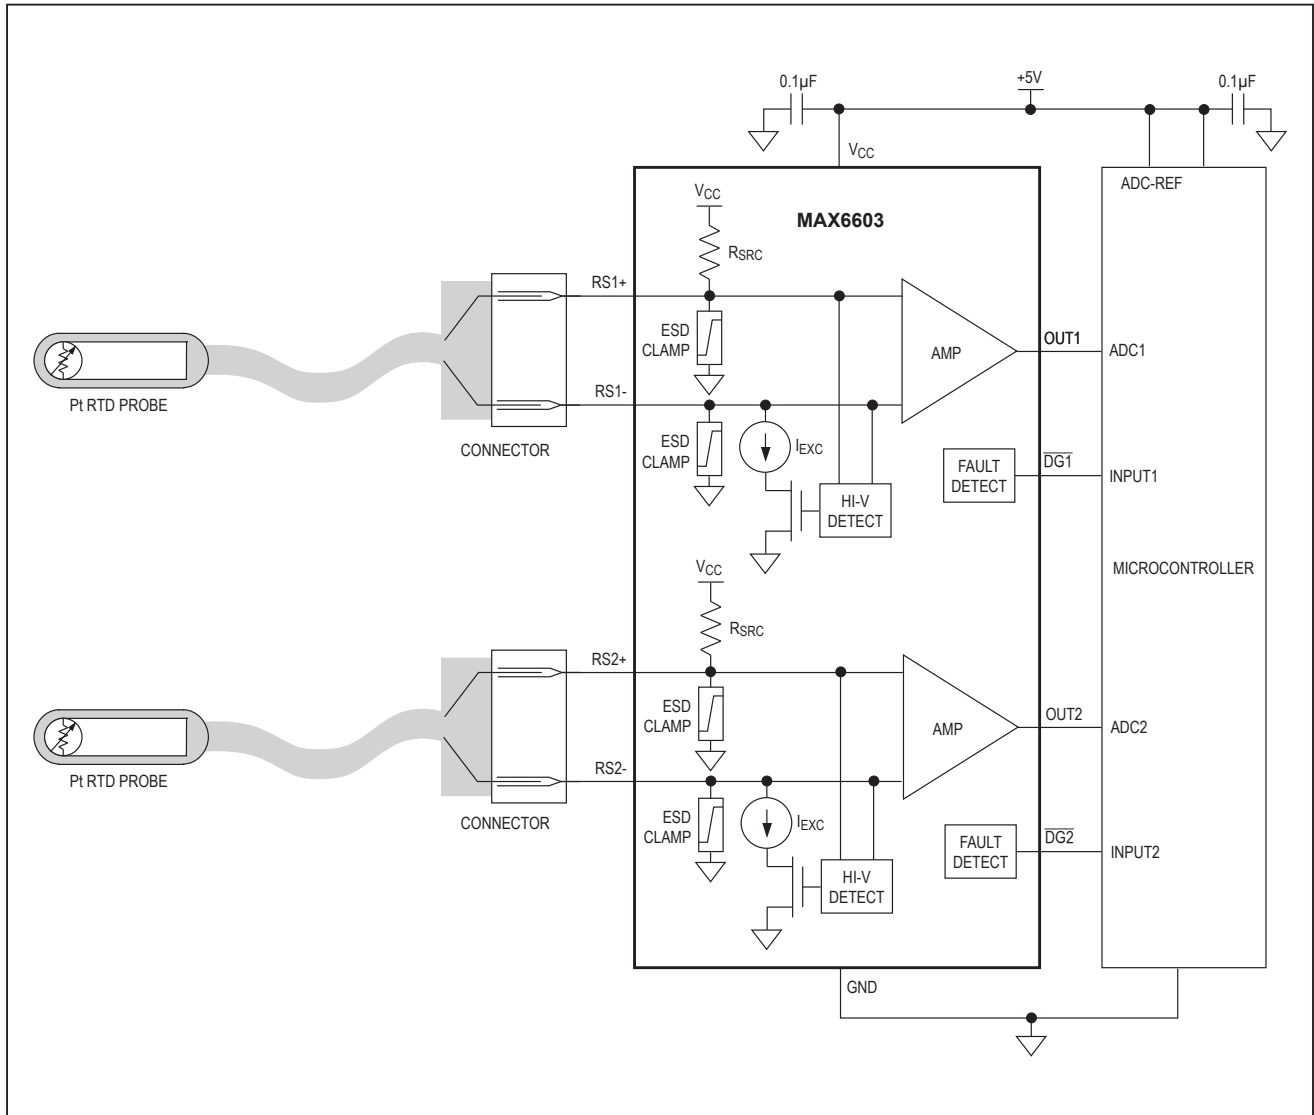 0.1µF
+5V
0.1µF
VCC
ADC-REF
VCC
MAX6603
RSRC
RS1+
ESD
CLAMP
AMP
OUT1
ADC1
Pt RTD PROBE
RS1-
CONNECTOR
ESD
CLAMP
IEXC
HI-V
DETECT
FAULT
DETECT
DG1
INPUT1
VCC
MICROCONTROLLER
RSRC
RS2+
ESD
CLAMP
AMP
OUT2
ADC2
Pt RTD PROBE
RS2-
CONNECTOR
ESD
CLAMP
IEXC
HI-V
DETECT
FAULT
DETECT
DG2
INPUT2
GND